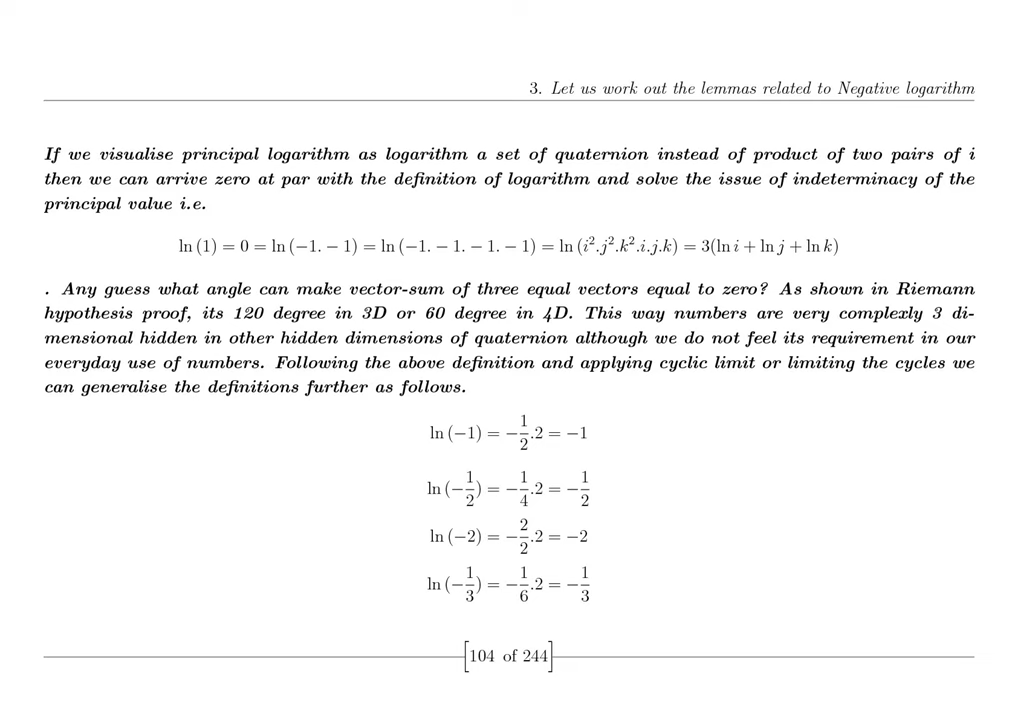 3. Let us work out the lemmas related to Negative logarithm
If we visualise principal logarithm as logarithm a set of quaternion instead of product of two pairs of i
then we can arrive zero at par with the definition of logarithm and solve the issue of indeterminacy of the
principal value i.e.
ln (1) = 0 = ln (−1. − 1) = ln (−1. − 1. − 1. − 1) = ln (i².j².k².i.j.k) = 3(ln i + ln j + ln k)
. Any guess what angle can make vector-sum of three equal vectors equal to zero? As shown in Riemann
hypothesis proof, its 120 degree in 3D or 60 degree in 4D. This way numbers are very complexly 3 di-
mensional hidden in other hidden dimensions of quaternion although we do not feel its requirement in our
everyday use of numbers. Following the above definition and applying cyclic limit or limiting the cycles we
can generalise the definitions further as follows.
ln (−1) = −1/2.2 = −1
ln (−1/2) = −1/4.2 = −1/2
ln (−2) = −2/2.2 = −2
ln (−1/3) = −1/6.2 = −1/3
[104 of 244]